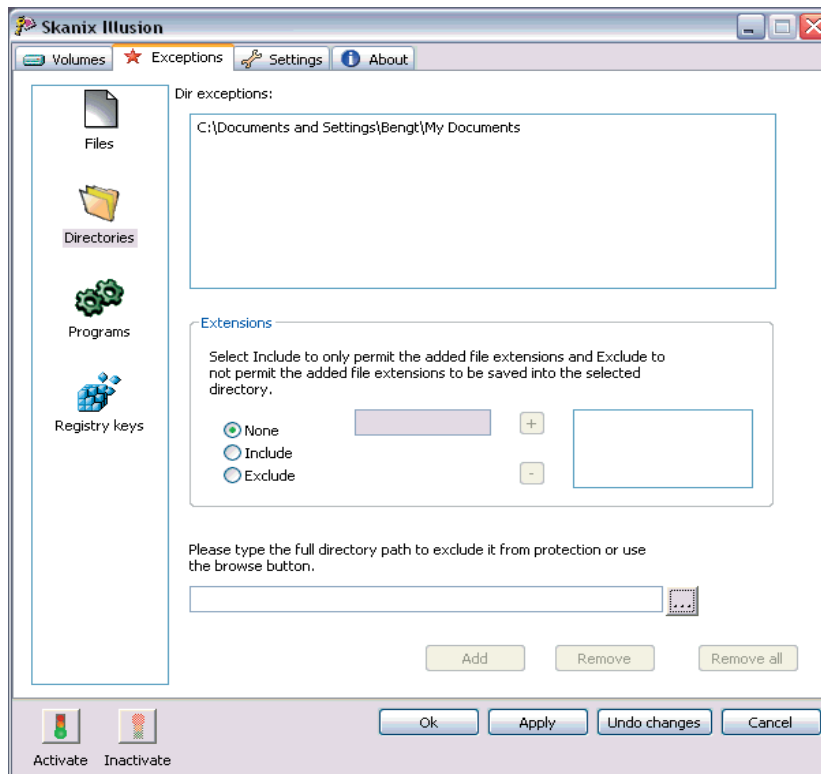 Skanix Illusion
Volumes
Exceptions
Settings
About
Files
Directories
Programs
Registry keys
Dir exceptions:
C:\Documents and Settings\Bengt\My Documents
Extensions
Select Include to only permit the added file extensions and Exclude to
not permit the added file extensions to be saved into the selected
directory.
None
Include
Exclude
+
-
Please type the full directory path to exclude it from protection or use
the browse button.
...
Add
Remove
Remove all
Activate
Inactivate
Ok
Apply
Undo changes
Cancel